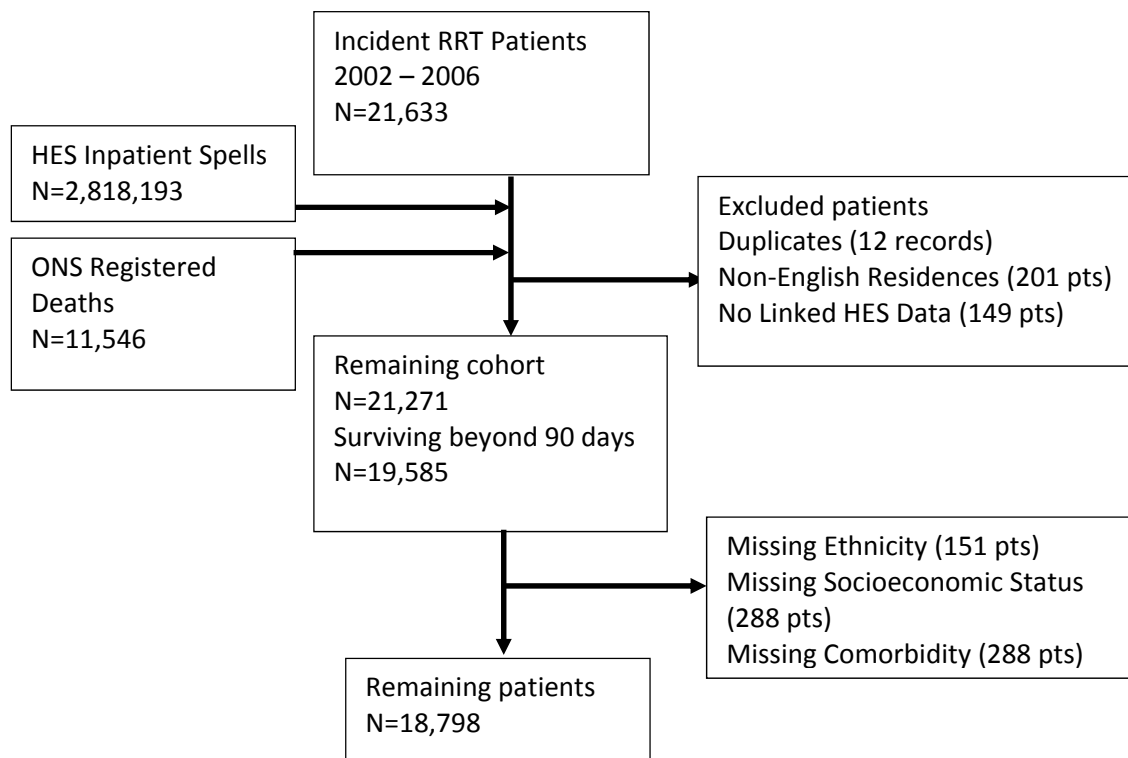 Incident RRT Patients
2002 – 2006
N=21,633
HES Inpatient Spells
N=2,818,193
ONS Registered
Deaths
N=11,546
Excluded patients
Duplicates (12 records)
Non-English Residences (201 pts)
No Linked HES Data (149 pts)
Remaining cohort
N=21,271
Surviving beyond 90 days
N=19,585
Missing Ethnicity (151 pts)
Missing Socioeconomic Status
(288 pts)
Missing Comorbidity (288 pts)
Remaining patients
N=18,798